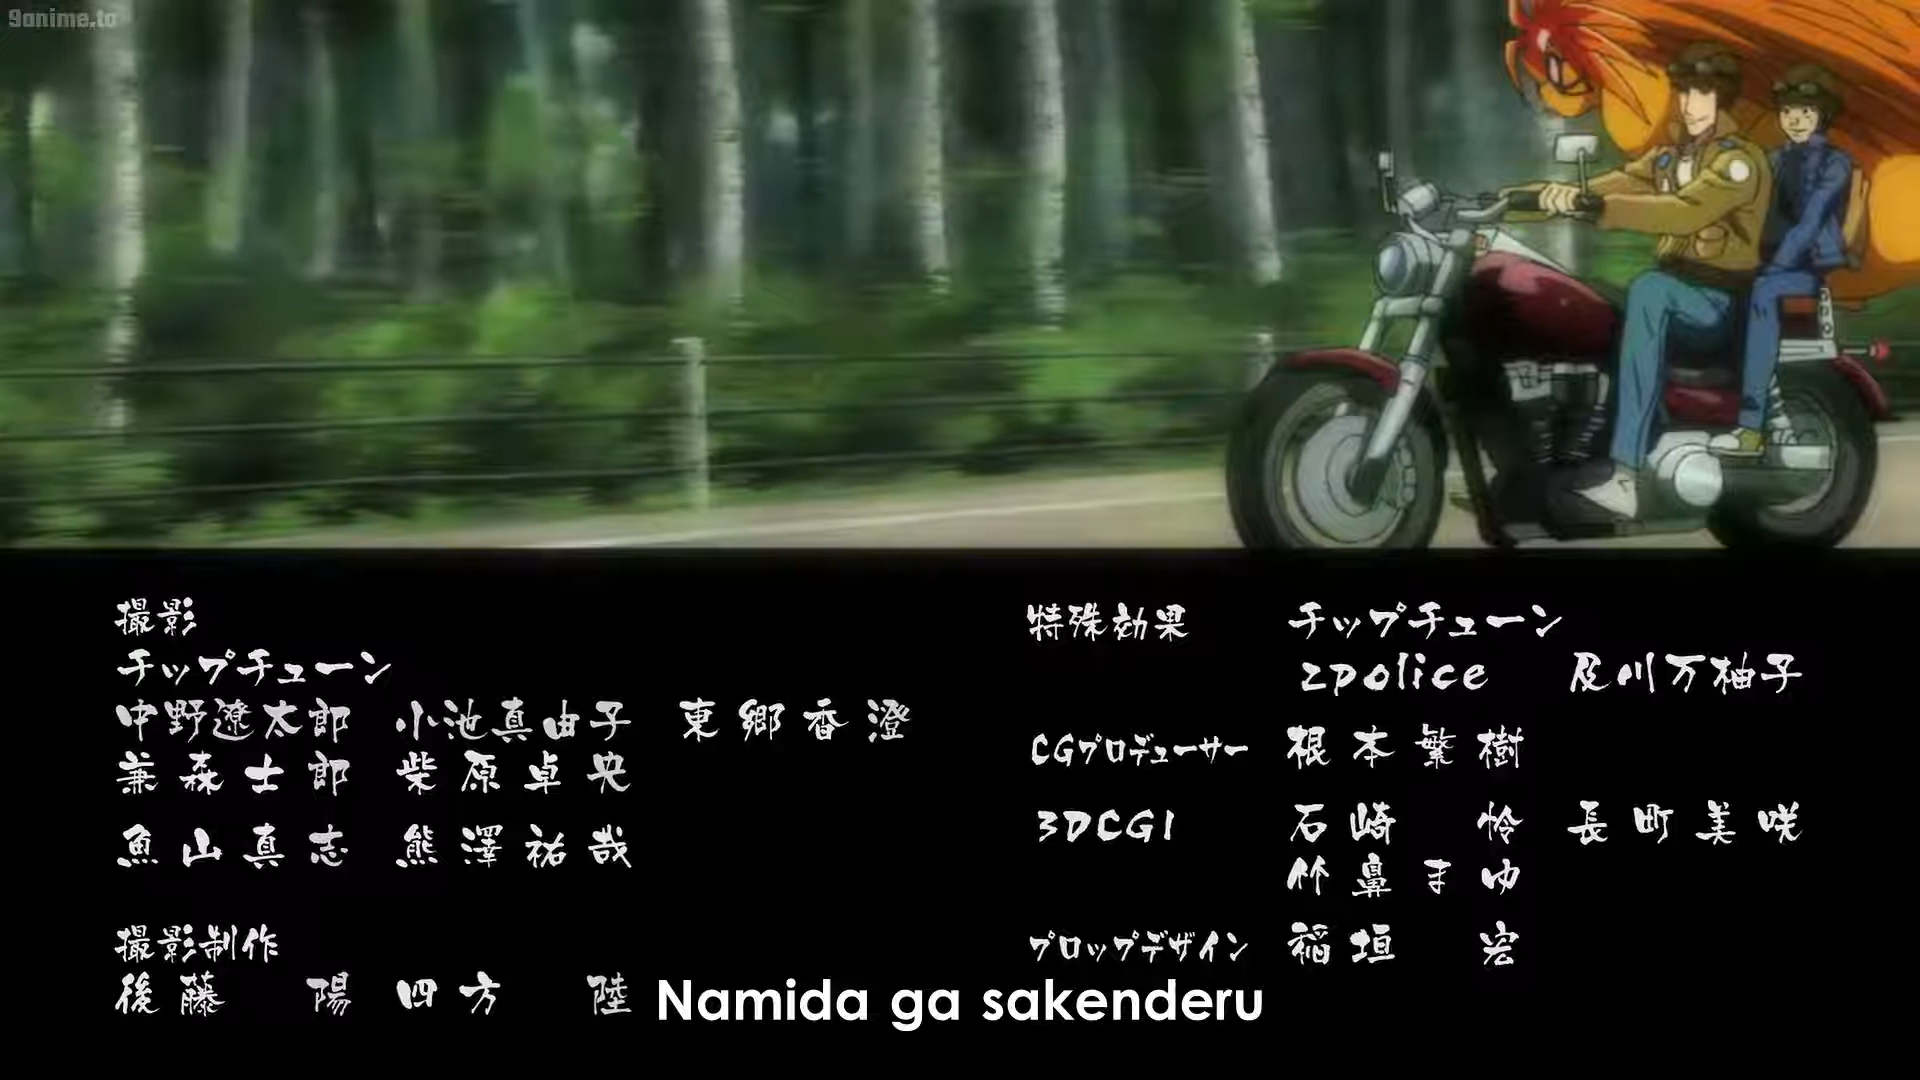 9anime.to
撮影
チップチューン
中野遼太郎 小池真由子 東郷香澄
兼森士郎 柴原卓央
魚山真志 熊澤祐哉
撮影制作
後藤 陽 四方 陸
特殊効果 チップチューン
zpolice 及川万柚子
CGプロデューサー 根本繁樹
3DCGI 石崎 怜 長町美咲
竹鼻まゆ
プロップデザイン 稲垣 宏
Namida ga sakenderu